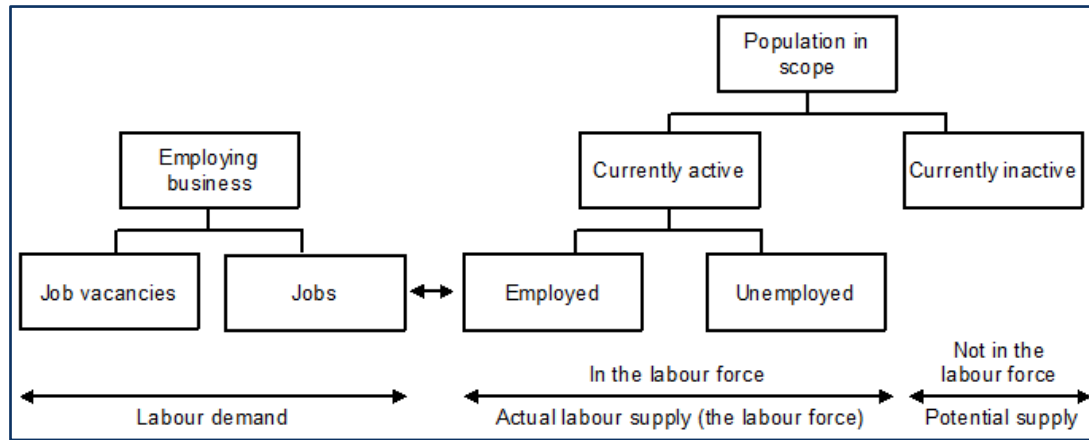 Population in
scope
Employing
business
Currently active
Currently inactive
Job vacancies
Jobs
Employed
Unemployed
In the labour force
Not in the
labour force
Labour demand
Actual labour supply (the labour force)
Potential supply